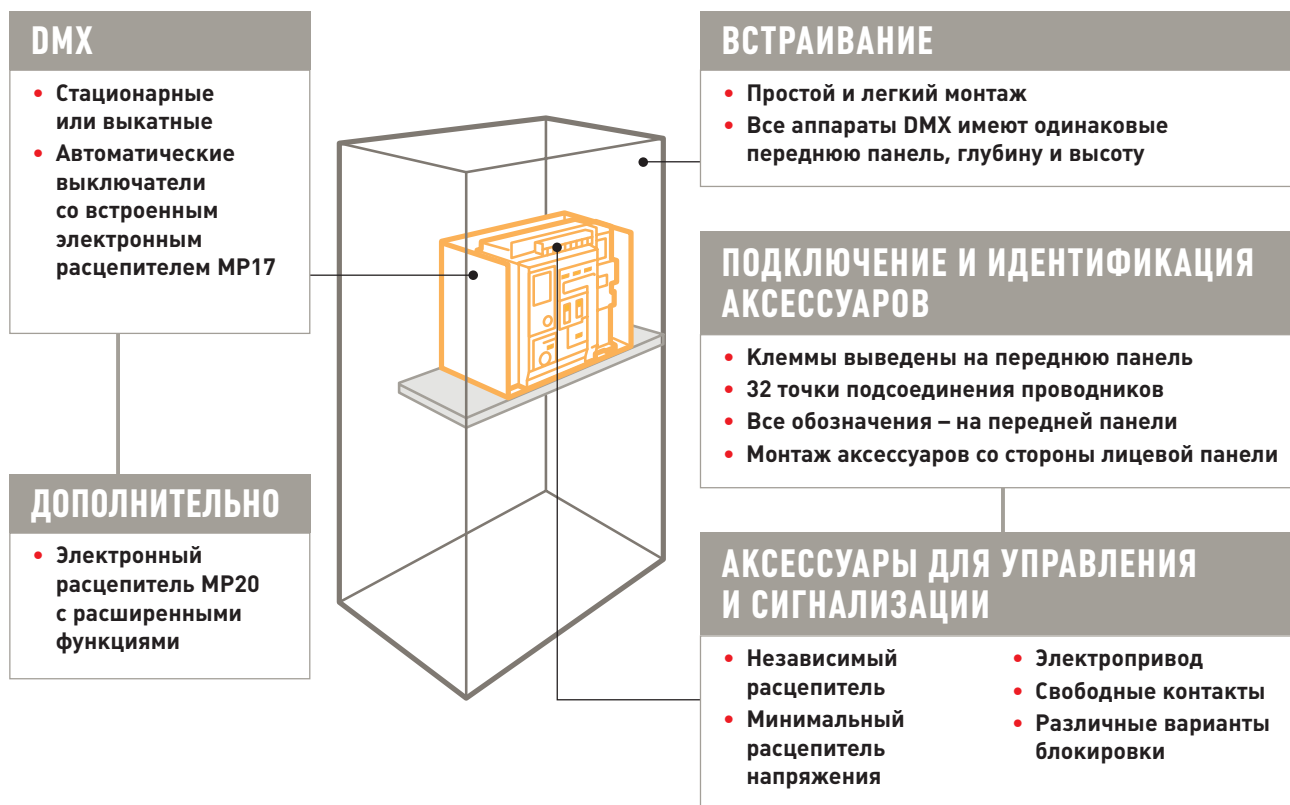 DMX
• Стационарные
или выкатные
• Автоматические
выключатели
со встроенным
электронным
расцепителем MP17
ДОПОЛНИТЕЛЬНО
• Электронный
расцепитель MP20
с расширенными
функциями
ВСТРАИВАНИЕ
• Простой и легкий монтаж
• Все аппараты DMX имеют одинаковые
переднюю панель, глубину и высоту
ПОДКЛЮЧЕНИЕ И ИДЕНТИФИКАЦИЯ
АКСЕССУАРОВ
• Клеммы выведены на переднюю панель
• 32 точки подсоединения проводников
• Все обозначения – на передней панели
• Монтаж аксессуаров со стороны лицевой панели
АКСЕССУАРЫ ДЛЯ УПРАВЛЕНИЯ
И СИГНАЛИЗАЦИИ
• Независимый
расцепитель
• Минимальный
расцепитель
напряжения
• Электропривод
• Свободные контакты
• Различные варианты
блокировки